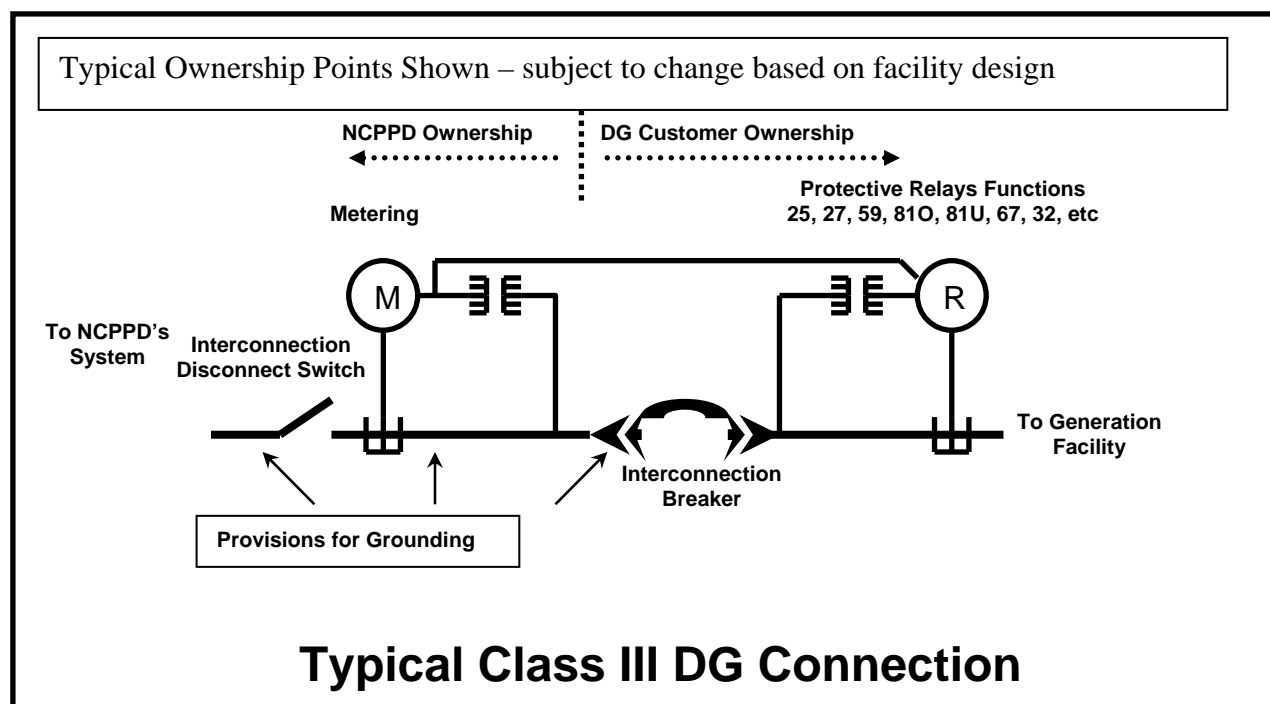 Typical Ownership Points Shown – subject to change based on facility design
NCPPD Ownership
DG Customer Ownership
Metering
Protective Relays Functions
25, 27, 59, 81O, 81U, 67, 32, etc
M
R
To NCPPD's
System
Interconnection
Disconnect Switch
To Generation
Facility
Interconnection
Breaker
Provisions for Grounding
Typical Class III DG Connection